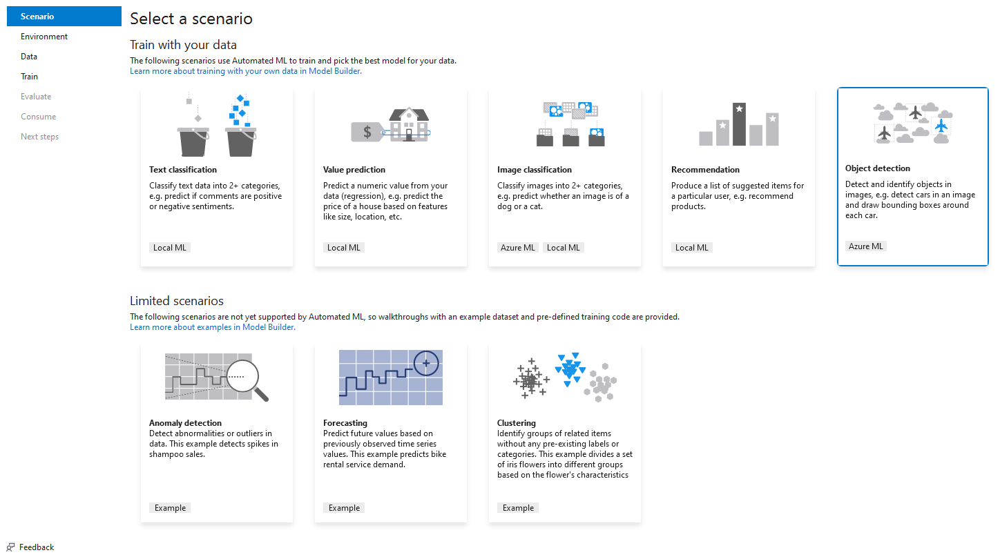 Scenario
Environment
Data
Train
Evaluate
Consume
Next steps
Select a scenario
Train with your data
The following scenarios use Automated ML to train and pick the best model for your data.
Learn more about training with your own data in Model Builder.
$
Text classification
Classify text data into 2+ categories,
e.g. predict if comments are positive
or negative sentiments.
Local ML
Value prediction
Predict a numeric value from your
data (regression), e.g. predict the
price of a house based on features
like size, location, etc.
Local ML
Image classification
Classify images into 2+ categories,
e.g. predict whether an image is of a
dog or a cat.
Azure ML Local ML
Recommendation
Produce a list of suggested items for
a particular user, e.g. recommend
products.
Local ML
Object detection
Detect and identify objects in
images, e.g. detect cars in an image
and draw bounding boxes around
each car.
Azure ML
Limited scenarios
The following scenarios are not yet supported by Automated ML, so walkthroughs with an example dataset and pre-defined training code are provided.
Learn more about examples in Model Builder.
Anomaly detection
Detect abnormalities or outliers in
data. This example detects spikes in
shampoo sales.
Example
Forecasting
Predict future values based on
previously observed time series
values. This example predicts bike
rental service demand.
Example
Clustering
Identify groups of related items
without any pre-existing labels or
categories. This example divides a set
of iris flowers into different groups
based on the flower's characteristics
Example
Feedback